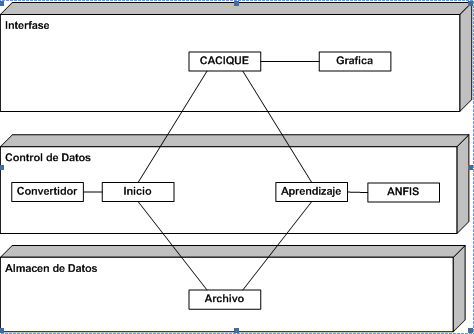 Interfase
CACIQUE
Grafica
Control de Datos
Convertidor
Inicio
Aprendizaje
ANFIS
Almacen de Datos
Archivo